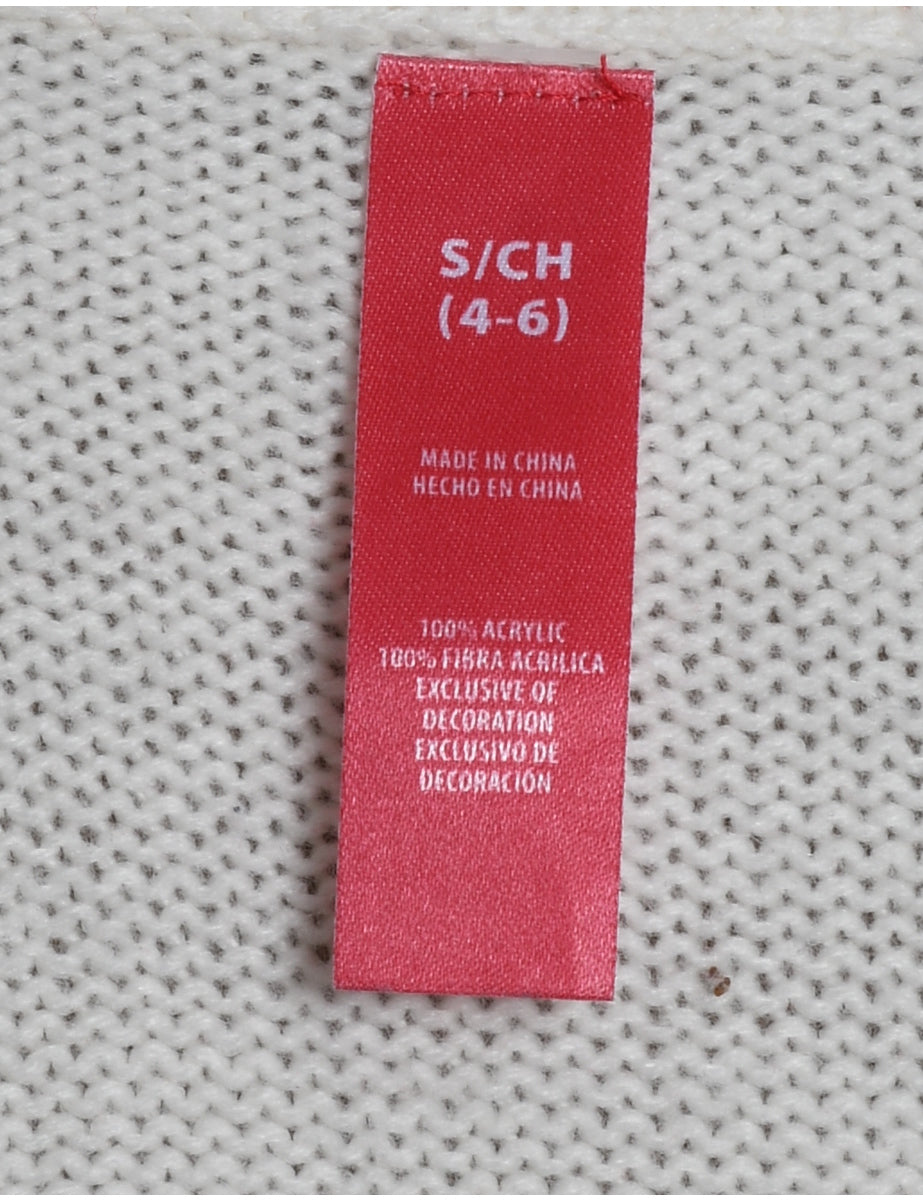 S/CH
(4-6)
MADE IN CHINA
HECHO EN CHINA
100% ACRYLIC
100% FIBRA ACRILICA
EXCLUSIVE OF
DECORATION
EXCLUSIVO DE
DECORACIÓN